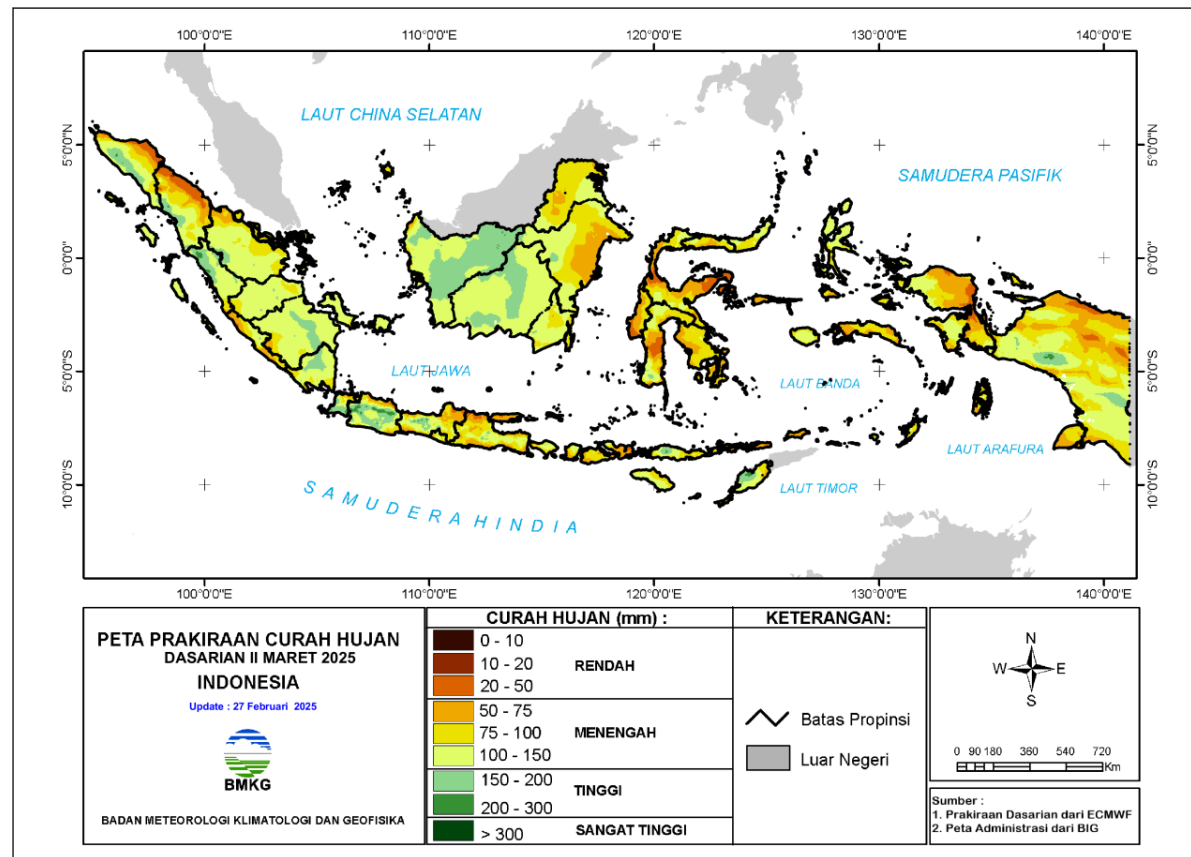 100°0'0"E 110°0'0"E 120°0'0"E 130°0'0"E 140°0'0"E
5°0'0"N
0°0'0"
5°0'0"S
10°0'0"S
LAUT CHINA SELATAN
SAMUDERA PASIFIK
LAUT JAWA
LAUT BANDA
LAUT ARAFURA
LAUT TIMOR
SAMUDERA HINDIA
5°0'0"N
0°0'0"
5°0'0"S
10°0'0"S
100°0'0"E 110°0'0"E 120°0'0"E 130°0'0"E 140°0'0"E
PETA PRAKIRAAN CURAH HUJAN
DASARIAN II MARET 2025
INDONESIA
Update : 27 Februari 2025
BMKG
BADAN METEOROLOGI KLIMATOLOGI DAN GEOFISIKA
CURAH HUJAN (mm) :
0 - 10
10 - 20
20 - 50
RENDAH
50 - 75
75 - 100
100 - 150
MENENGAH
150 - 200
200 - 300
TINGGI
> 300
SANGAT TINGGI
KETERANGAN:
Batas Propinsi
Luar Negeri
N
W E
S
0 90 180 360 540 720
Km
Sumber :
1. Prakiraan Dasarian dari ECMWF
2. Peta Administrasi dari BIG